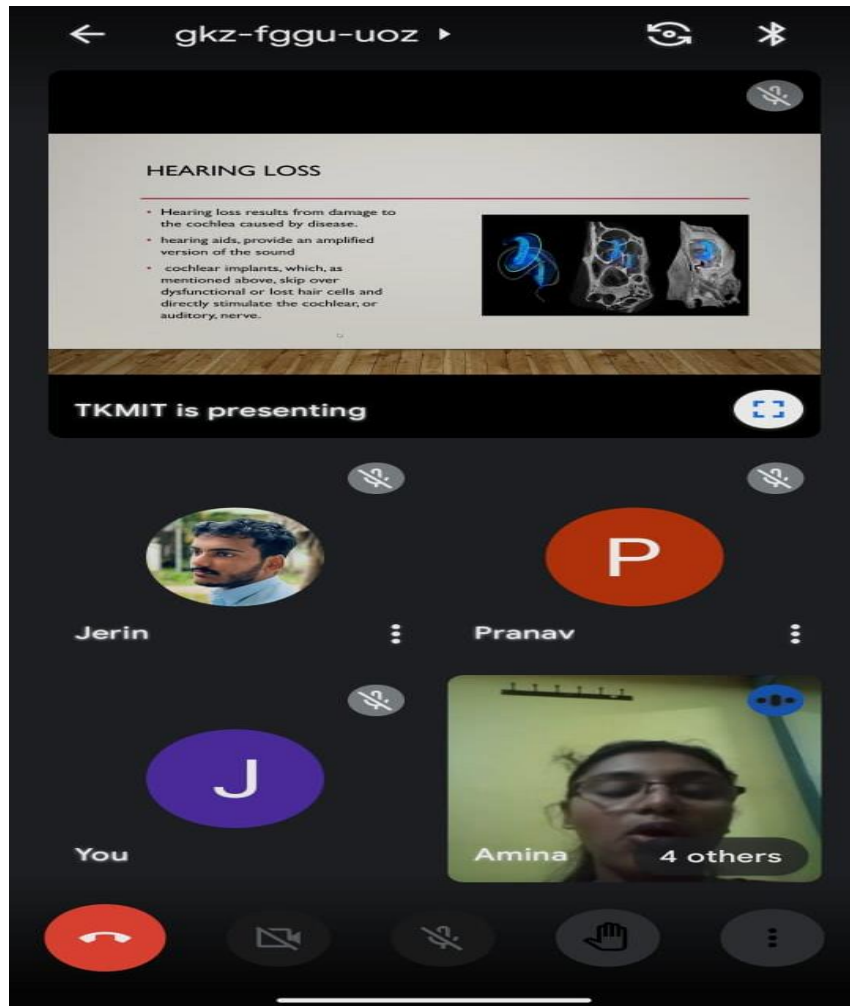 gkz-fggu-uoz
HEARING LOSS
• Hearing loss results from damage to
the cochlea caused by disease.
• hearing aids, provide an amplified
version of the sound
• cochlear implants, which, as
mentioned above, skip over
dysfunctional or lost hair cells and
directly stimulate the cochlear, or
auditory, nerve.
TKMIT is presenting
Jerin
P
Pranav
J
You
Amina
4 others